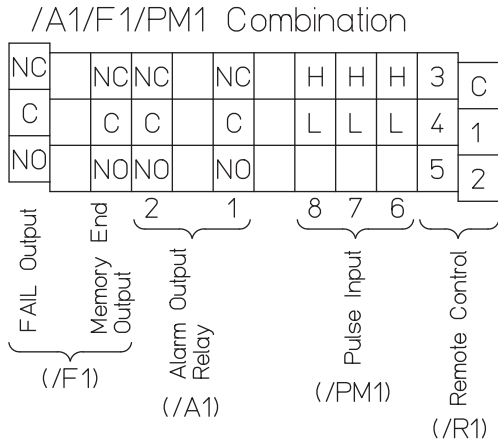 /A1/F1/PM1 Combination
NC NC NC NC H H H 3 C
C C C C L L L 4 1
NO NO NO NO 5 2
2 1 8 7 6
FAIL Output
Memory End
Output
Alarm Output
Relay
Pulse Input
Remote Control
(/F1)
(/A1)
(/PM1)
(/R1)